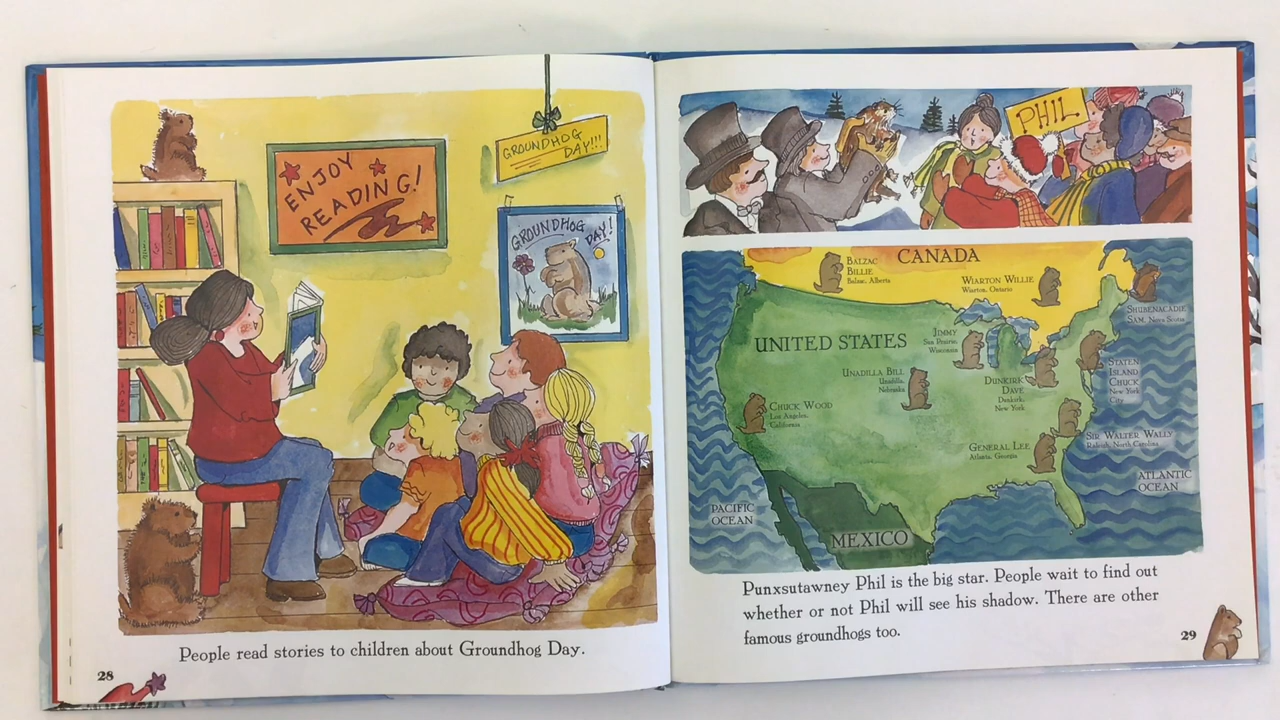 ENJOY
READING!
GROUNDHOG
DAY!!!
GROUNDHOG
DAY!
People read stories to children about Groundhog Day.
28
PHIL
CANADA
BALZAC
BILLIE
Balzac, Alberta
WIARTON WILLIE
Wiarton, Ontario
SHUBENACADIE
SAM, Nova Scotia
UNITED STATES
JIMMY
Sun Prairie,
Wisconsin
UNADILLA BILL
Unadilla,
Nebraska
DUNKIRK
DAVE
Dunkirk,
New York
STATEN
ISLAND
CHUCK
New York
City
CHUCK WOOD
Los Angeles,
California
GENERAL LEE
Atlanta, Georgia
SIR WALTER WALLY
Raleigh, North Carolina
ATLANTIC
OCEAN
PACIFIC
OCEAN
MEXICO
Punxsutawney Phil is the big star. People wait to find out
whether or not Phil will see his shadow. There are other
famous groundhogs too.
29